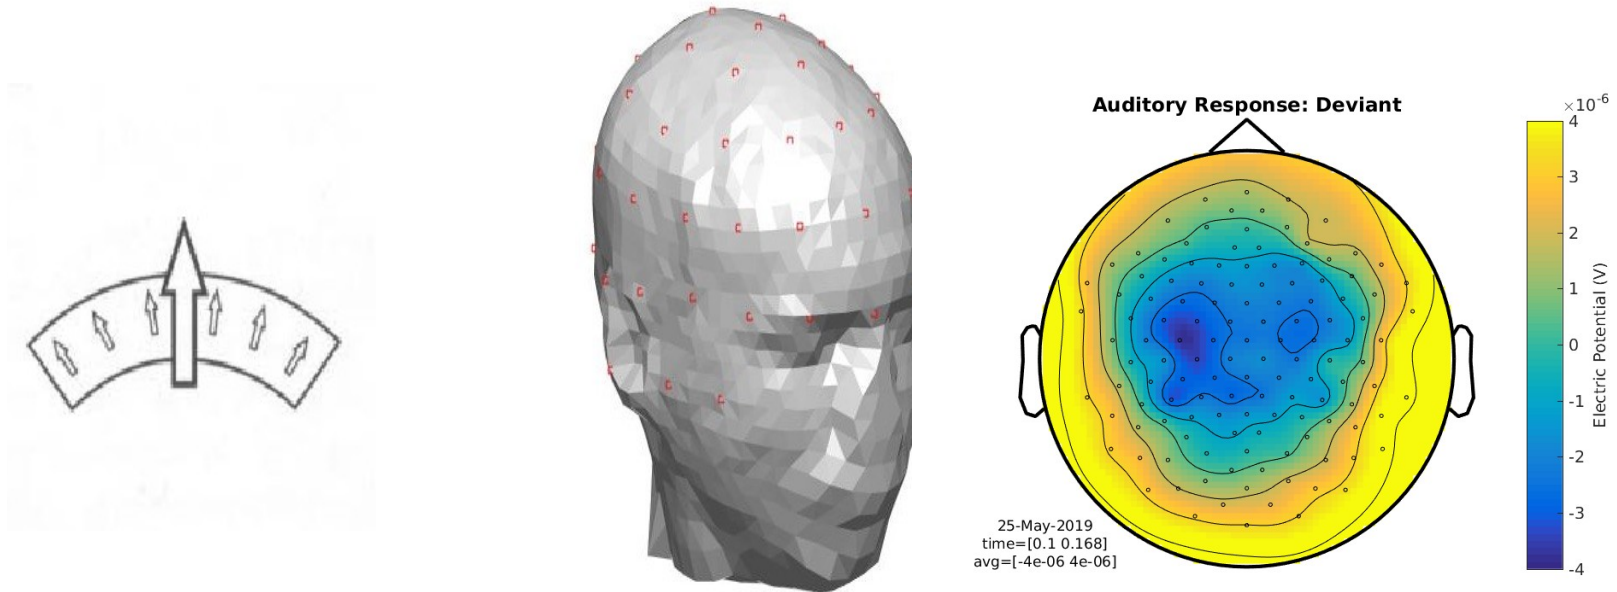 Auditory Response: Deviant
×10-6
4
3
2
1
0
-1
-2
-3
-4
Electric Potential (V)
25-May-2019
time=[0.1 0.168]
avg=[-4e-06 4e-06]